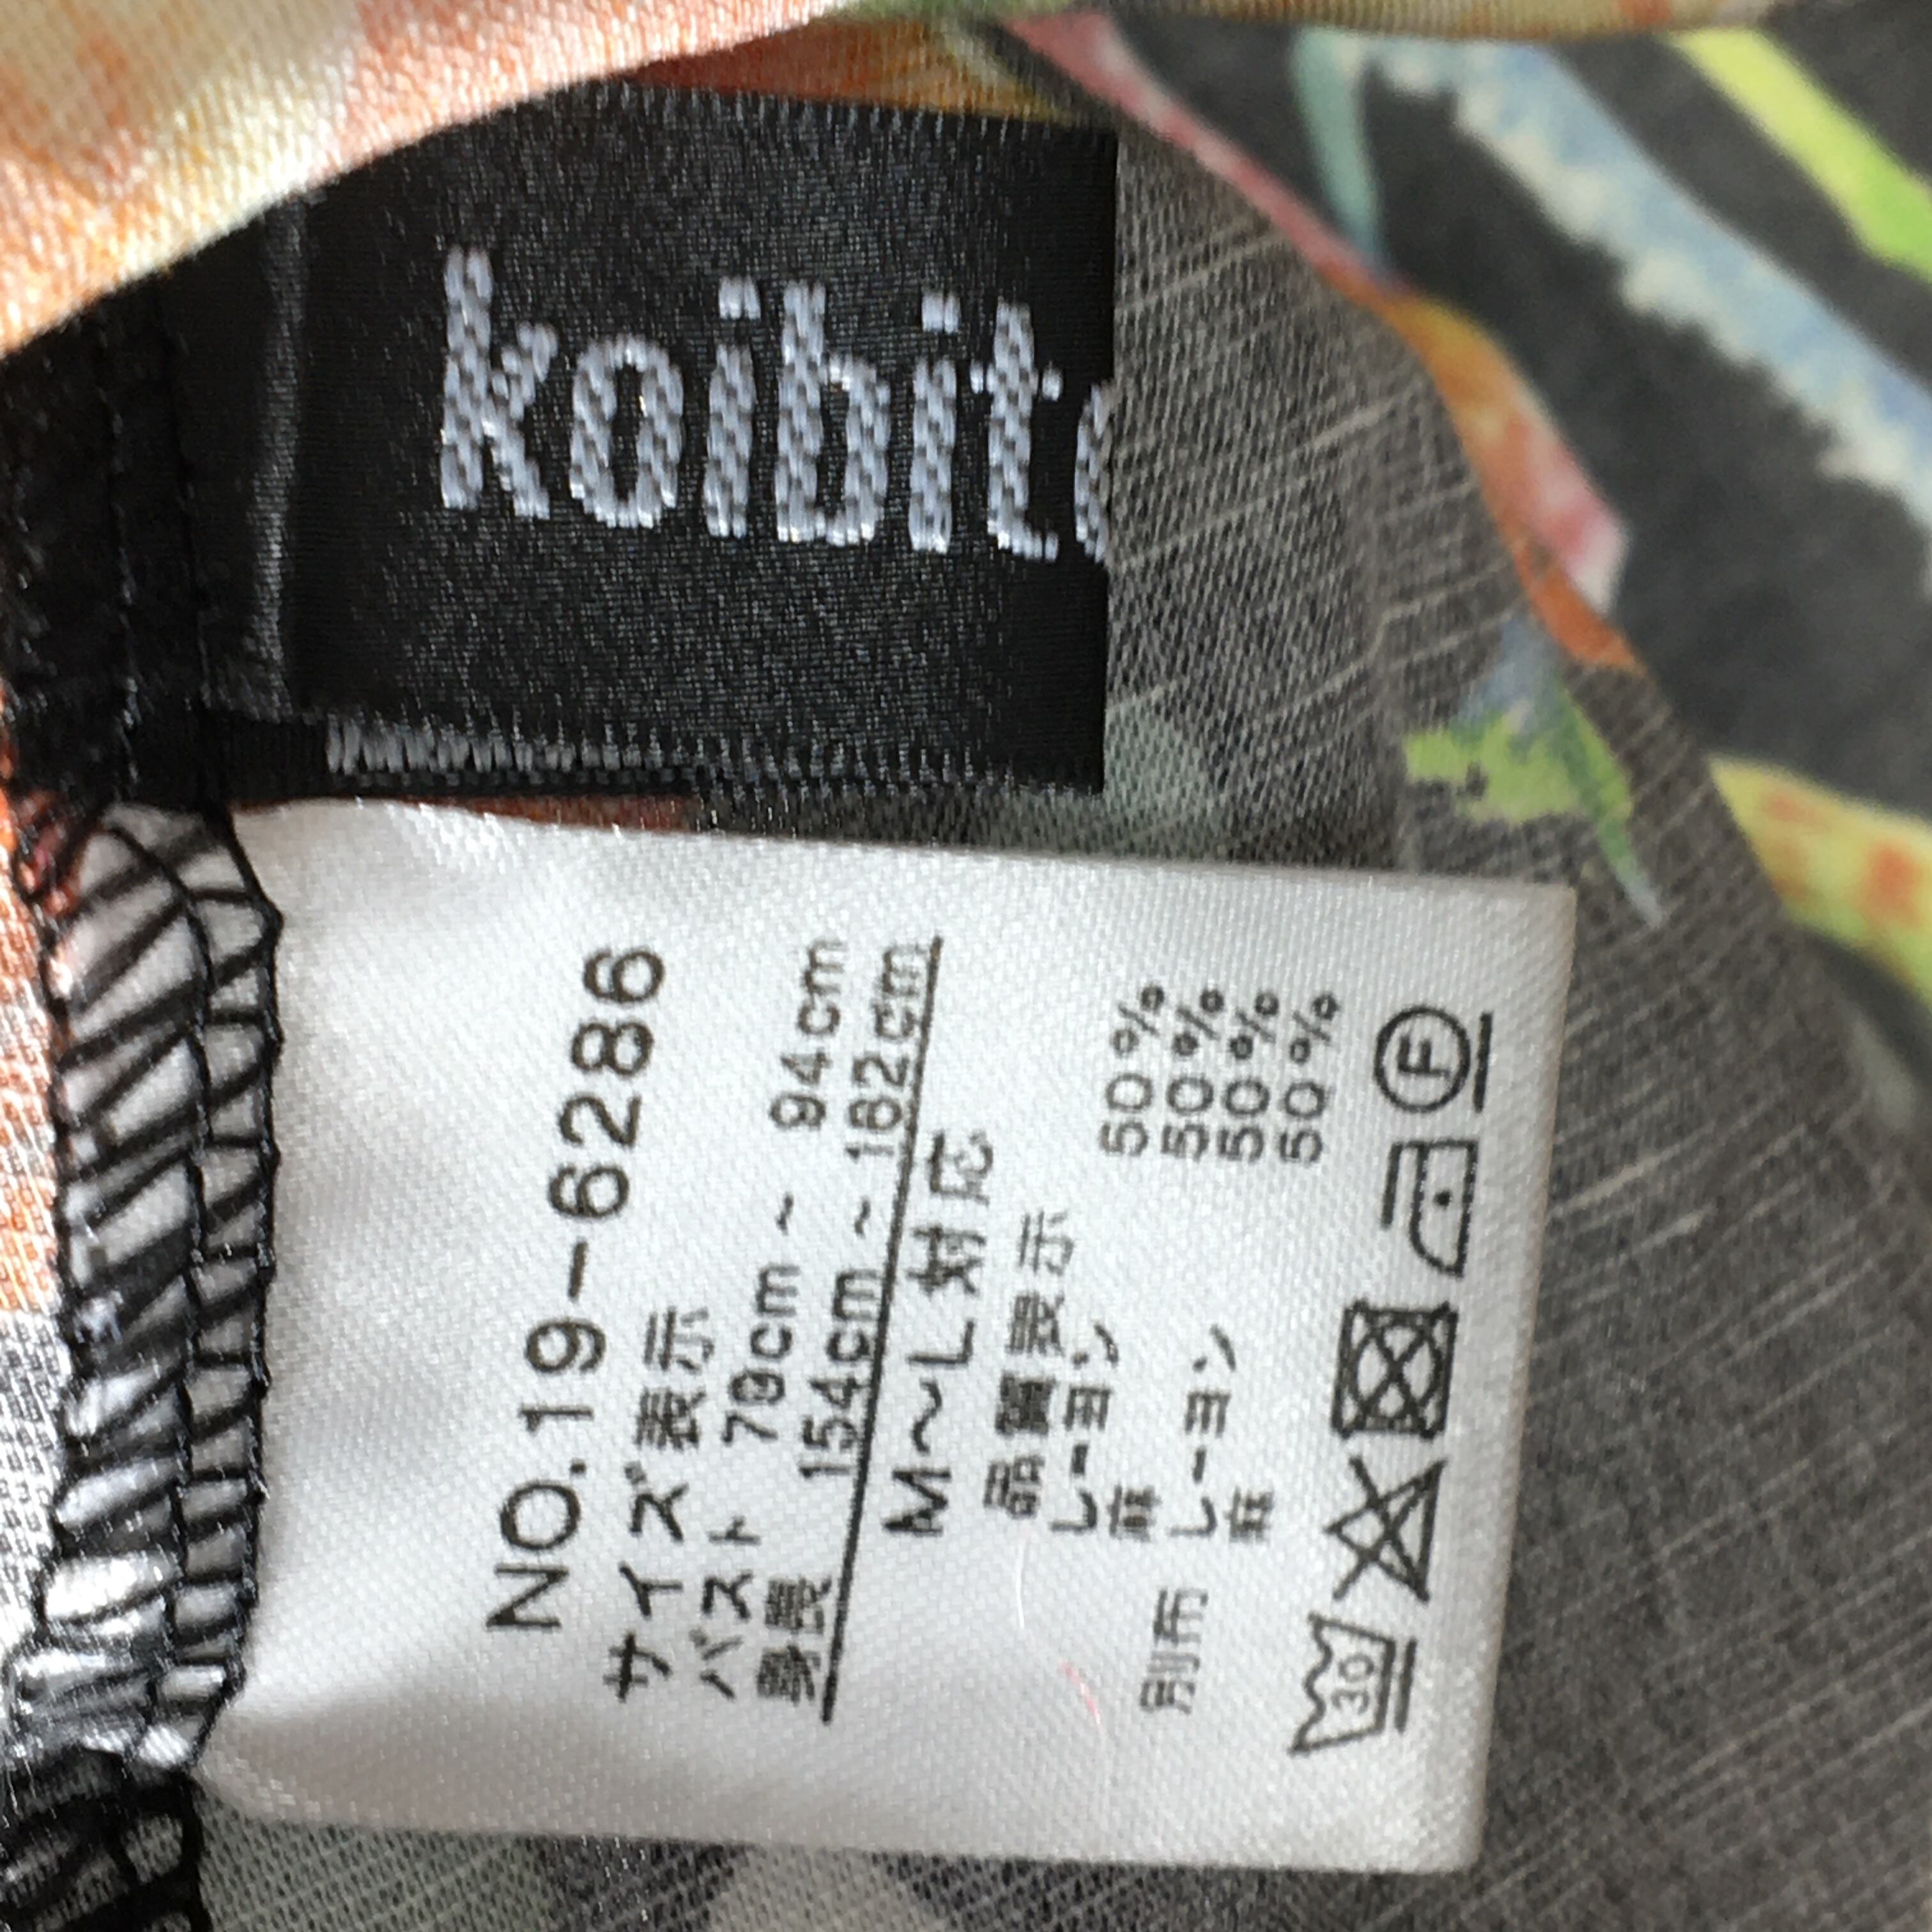 koibit
NO.19-6286
サイズ表示
バスト 79cm ~ 94cm
身長 154cm ~ 162cm
M〜L対応
品質表示
レーヨン 50%
麻 50%
別布 レーヨン 50%
麻 50%
30
F